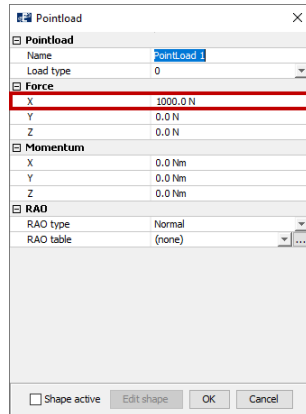 Pointload
Pointload
Name PointLoad 1
Load type 0
Force
X 1000.0 N
Y 0.0 N
Z 0.0 N
Momentum
X 0.0 Nm
Y 0.0 Nm
Z 0.0 Nm
RAO
RAO type Normal
RAO table (none) ...
Shape active Edit shape OK Cancel